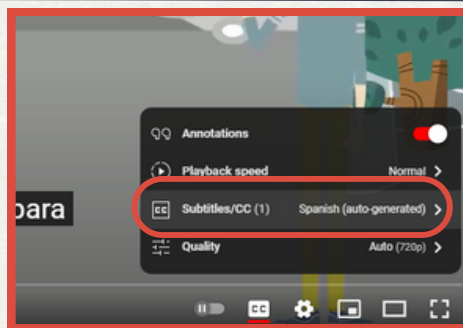 Annotations
Playback speed Normal
Subtitles/CC (1) Spanish (auto-generated)
para
Quality Auto (720p)
CC